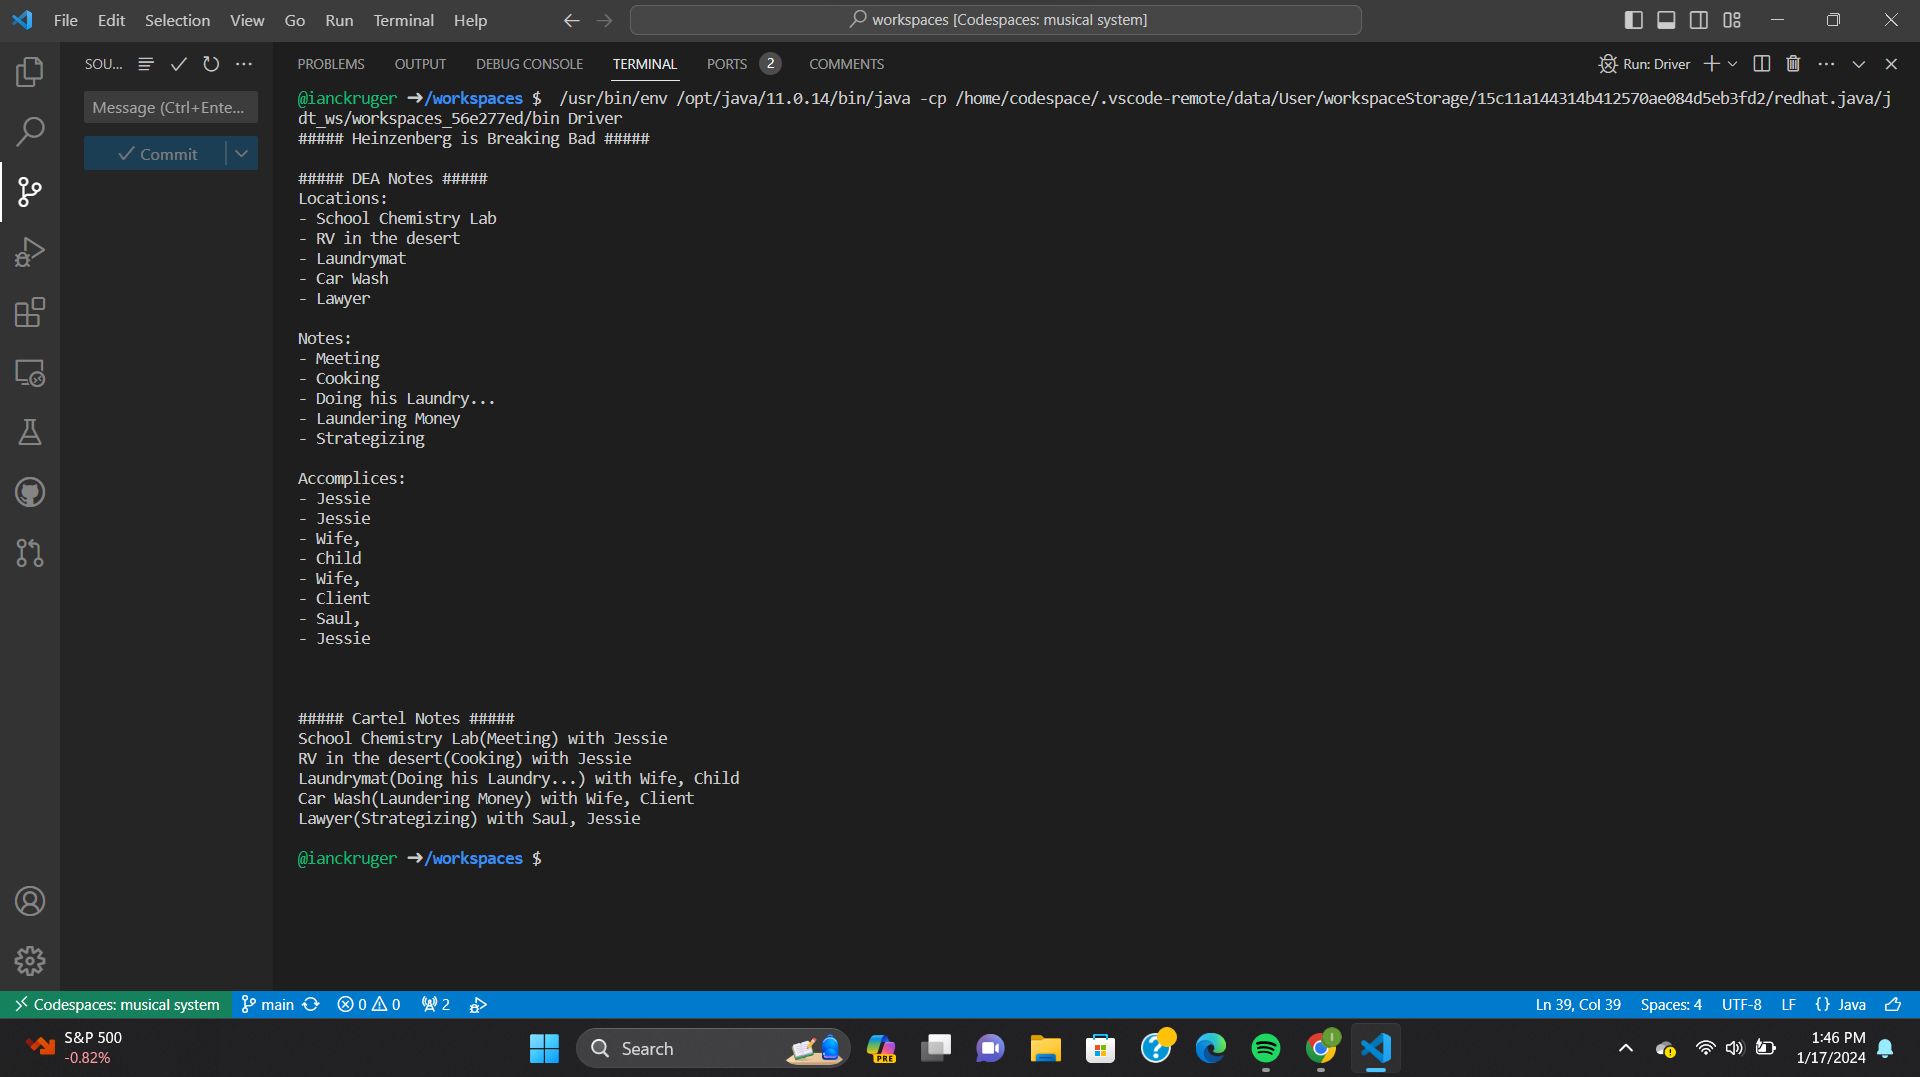 File Edit Selection View Go Run Terminal Help
workspaces [Codespaces: musical system]
SOU...
PROBLEMS OUTPUT DEBUG CONSOLE TERMINAL PORTS 2 COMMENTS
Run: Driver
Message (Ctrl+Ente...
Commit
@ianckruger ➜/workspaces $ /usr/bin/env /opt/java/11.0.14/bin/java -cp /home/codespace/.vscode-remote/data/User/workspaceStorage/15c11a144314b412570ae084d5eb3fd2/redhat.java/j
dt_ws/workspaces_56e277ed/bin Driver
##### Heinzenberg is Breaking Bad #####
##### DEA Notes #####
Locations:
- School Chemistry Lab
- RV in the desert
- Laundrymat
- Car Wash
- Lawyer
Notes:
- Meeting
- Cooking
- Doing his Laundry...
- Laundering Money
- Strategizing
Accomplices:
- Jessie
- Jessie
- Wife,
- Child
- Wife,
- Client
- Saul,
- Jessie
##### Cartel Notes #####
School Chemistry Lab(Meeting) with Jessie
RV in the desert(Cooking) with Jessie
Laundrymat(Doing his Laundry...) with Wife, Child
Car Wash(Laundering Money) with Wife, Client
Lawyer(Strategizing) with Saul, Jessie
@ianckruger ➜/workspaces $
Codespaces: musical system main 0 0 2
Ln 39, Col 39 Spaces: 4 UTF-8 LF {} Java
S&P 500
-0.82%
Search
PRE
1:46 PM
1/17/2024